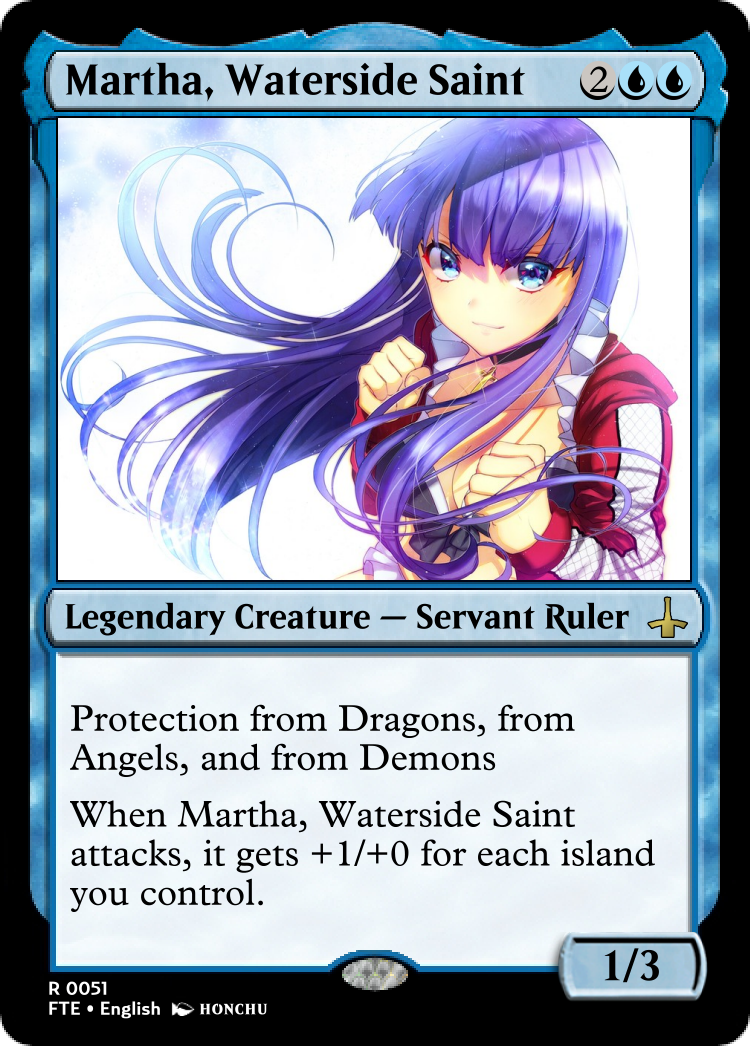 Martha, Waterside Saint 2
Legendary Creature — Servant Ruler
Protection from Dragons, from
Angels, and from Demons
When Martha, Waterside Saint
attacks, it gets +1/+0 for each island
you control.
1/3
R 0051
FTE • English HONCHU